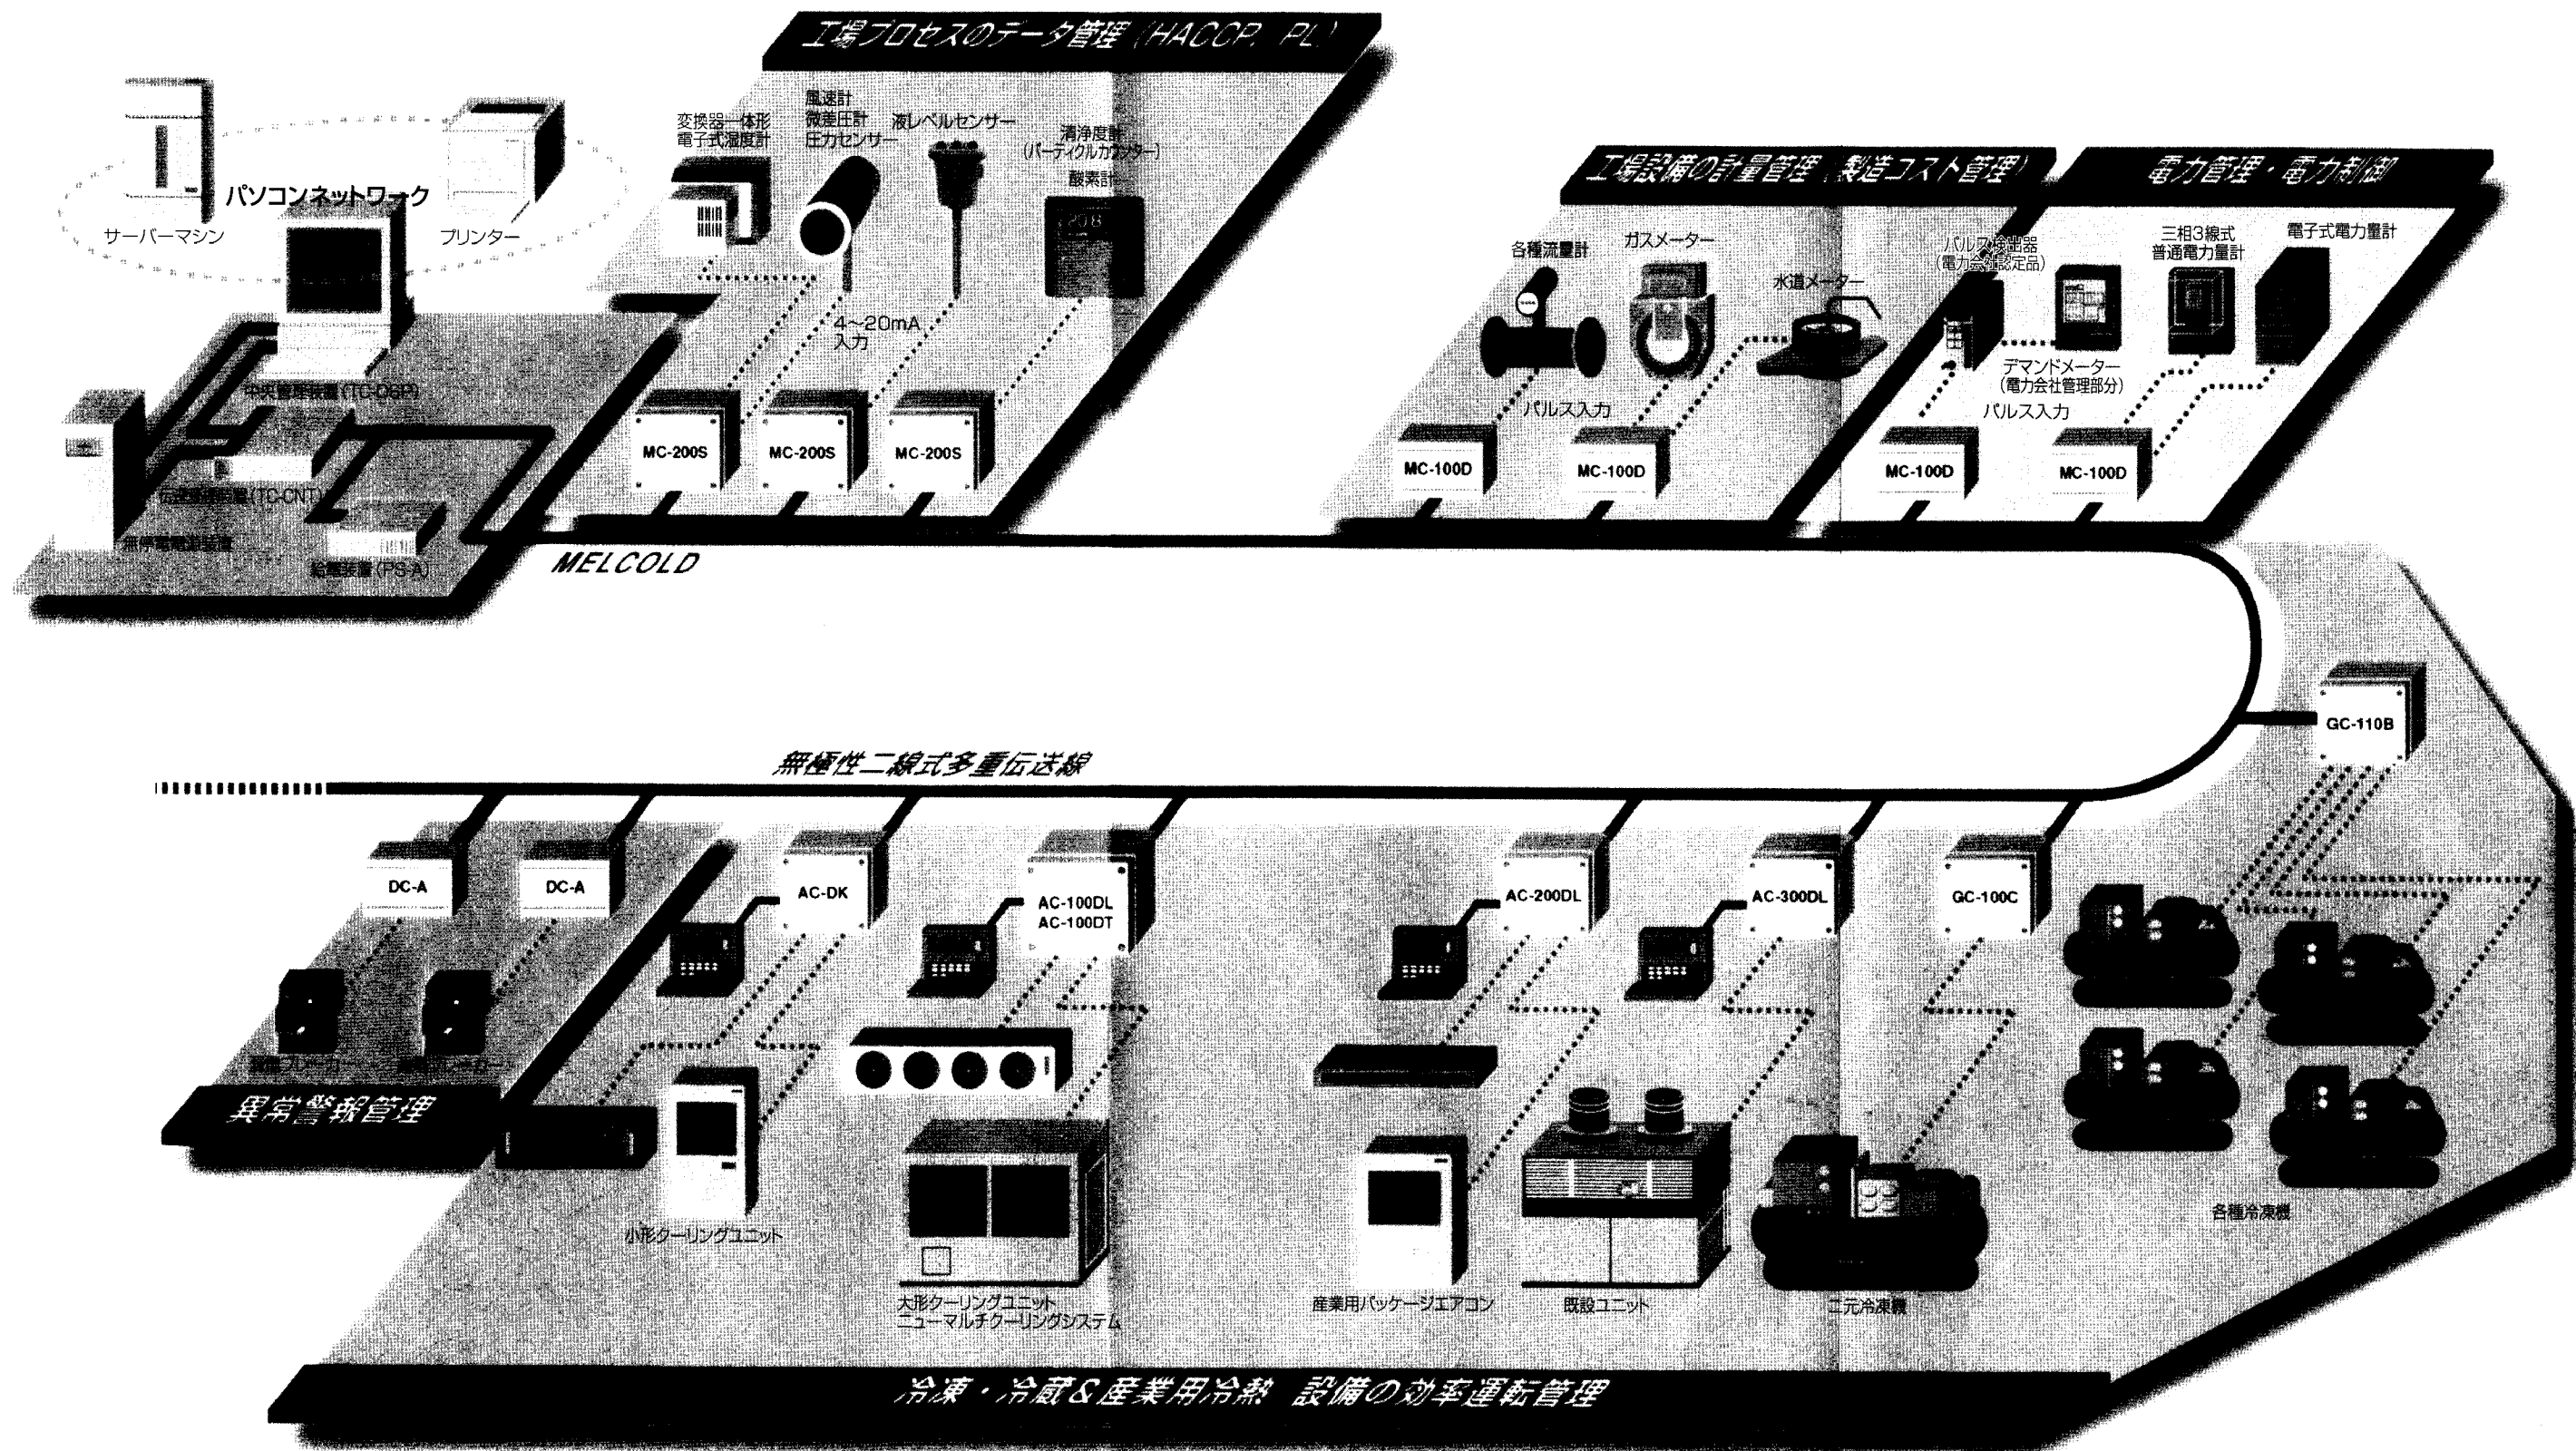 工場プロセスのデータ管理(HACCP, PL)
変換器一体形
電子式湿度計
風速計
微差圧計
圧力センサー
液レベルセンサー
清浄度計
(パーティクルカウンター)
酸素計
20.8
4〜20mA
入力
MC-200S
MC-200S
MC-200S
パソコンネットワーク
サーバーマシン
プリンター
中央管理装置(TC-DSP)
(TC-CNT)
無停電電源装置
給電装置(PS-A)
MELCOLD
工場設備の計量管理(製造コスト管理)
各種流量計
ガスメーター
水道メーター
パルス入力
MC-100D
MC-100D
電力管理・電力制御
パルス検出器
(電力会社認定品)
三相3線式
普通電力量計
電子式電力量計
デマンドメーター
(電力会社管理部分)
パルス入力
MC-100D
MC-100D
GC-110B
無極性二線式多重伝送線
DC-A
DC-A
AC-DK
AC-100DL
AC-100DT
AC-200DL
AC-300DL
GC-100C
異常警報管理
小形クーリングユニット
大形クーリングユニット
ニューマルチクーリングシステム
産業用パッケージエアコン
既設ユニット
二元冷凍機
各種冷凍機
冷凍・冷蔵&産業用冷熱 設備の効率運転管理